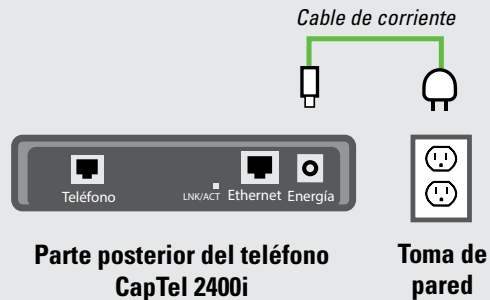 Cable de corriente
Teléfono
LNK/ACT
Ethernet
Energía
Parte posterior del teléfono
CapTel 2400i
Toma de
pared